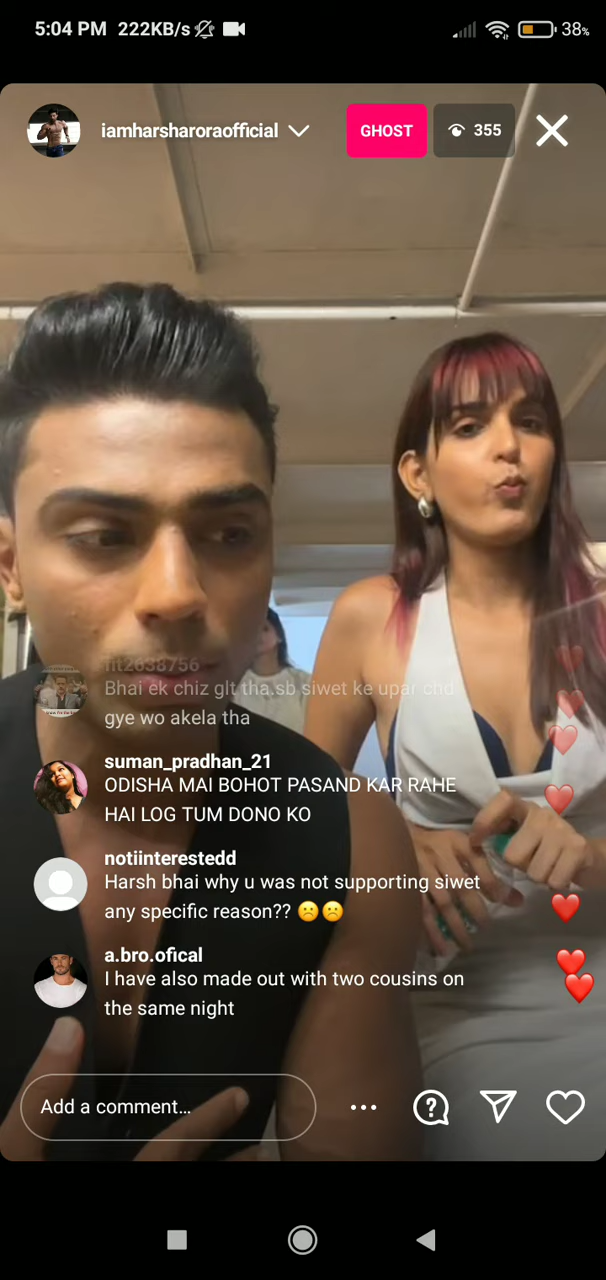 5:04 PM 222KB/s 38%
iamharsharoraofficial GHOST 355
fit2638756
Bhai ek chiz glt tha.sb siwet ke upar chd
gye wo akela tha
suman_pradhan_21
ODISHA MAI BOHOT PASAND KAR RAHE
HAI LOG TUM DONO KO
notiinterestedd
Harsh bhai why u was not supporting siwet
any specific reason?? ☹️☹️
a.bro.ofical
I have also made out with two cousins on
the same night
Add a comment...